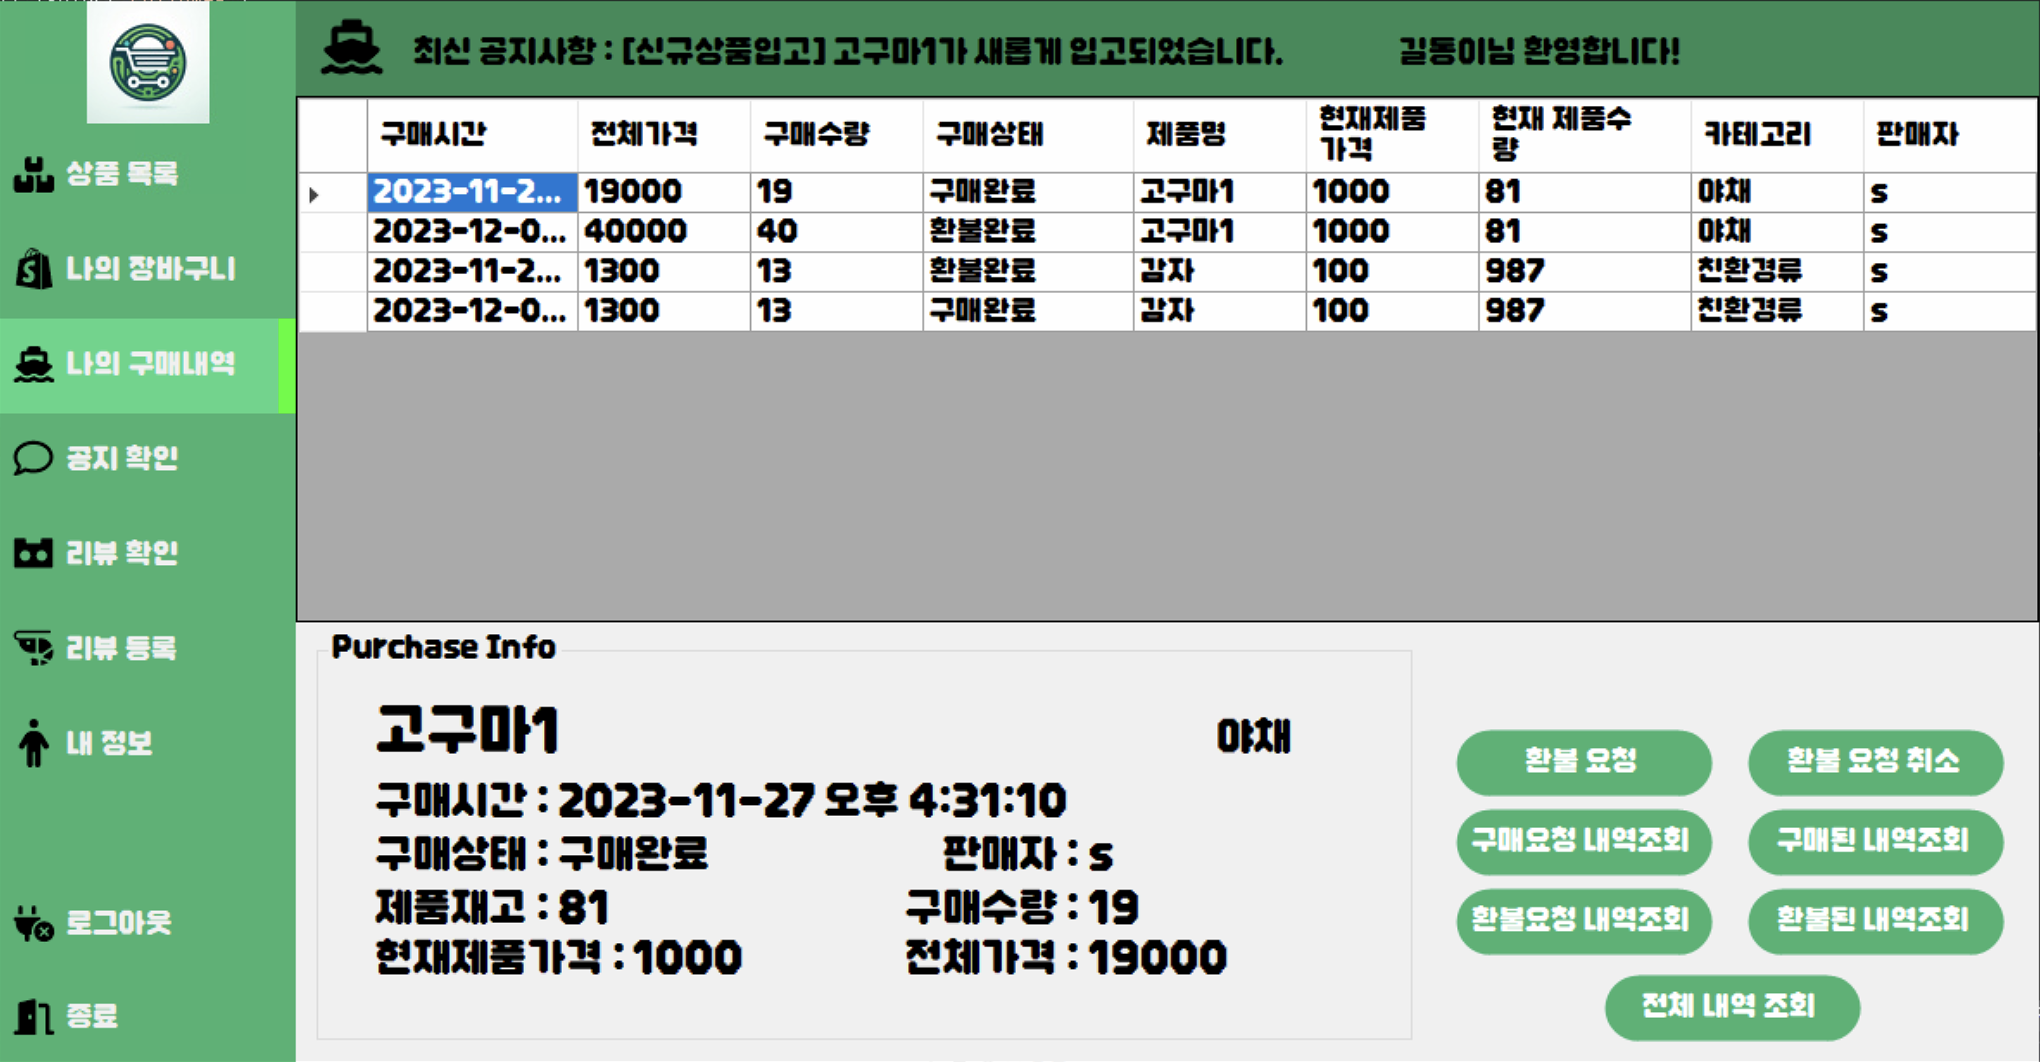 최신 공지사항 : [신규상품입고] 고구마1가 새롭게 입고되었습니다. 길동이님 환영합니다!
상품 목록
나의 장바구니
나의 구매내역
공지 확인
리뷰 확인
리뷰 등록
내 정보
로그아웃
종료
구매시간 전체가격 구매수량 구매상태 제품명 현재제품가격 현재 제품수량 카테고리 판매자
2023-11-2... 19000 19 구매완료 고구마1 1000 81 야채 s
2023-12-0... 40000 40 환불완료 고구마1 1000 81 야채 s
2023-11-2... 1300 13 환불완료 감자 100 987 친환경류 s
2023-12-0... 1300 13 구매완료 감자 100 987 친환경류 s
Purchase Info
고구마1 야채
구매시간 : 2023-11-27 오후 4:31:10
구매상태 : 구매완료 판매자 : s
제품재고 : 81 구매수량 : 19
현재제품가격 : 1000 전체가격 : 19000
환불 요청 환불 요청 취소
구매요청 내역조회 구매된 내역조회
환불요청 내역조회 환불된 내역조회
전체 내역 조회